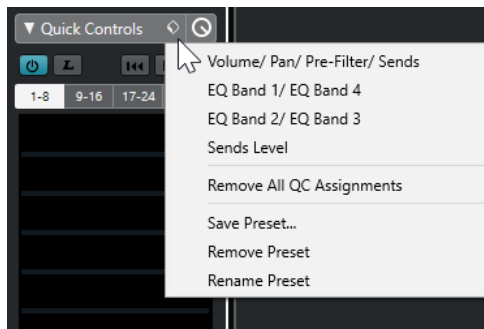 ▼ Quick Controls
L
1-8 9-16 17-24
Volume/ Pan/ Pre-Filter/ Sends
EQ Band 1/ EQ Band 4
EQ Band 2/ EQ Band 3
Sends Level
Remove All QC Assignments
Save Preset...
Remove Preset
Rename Preset